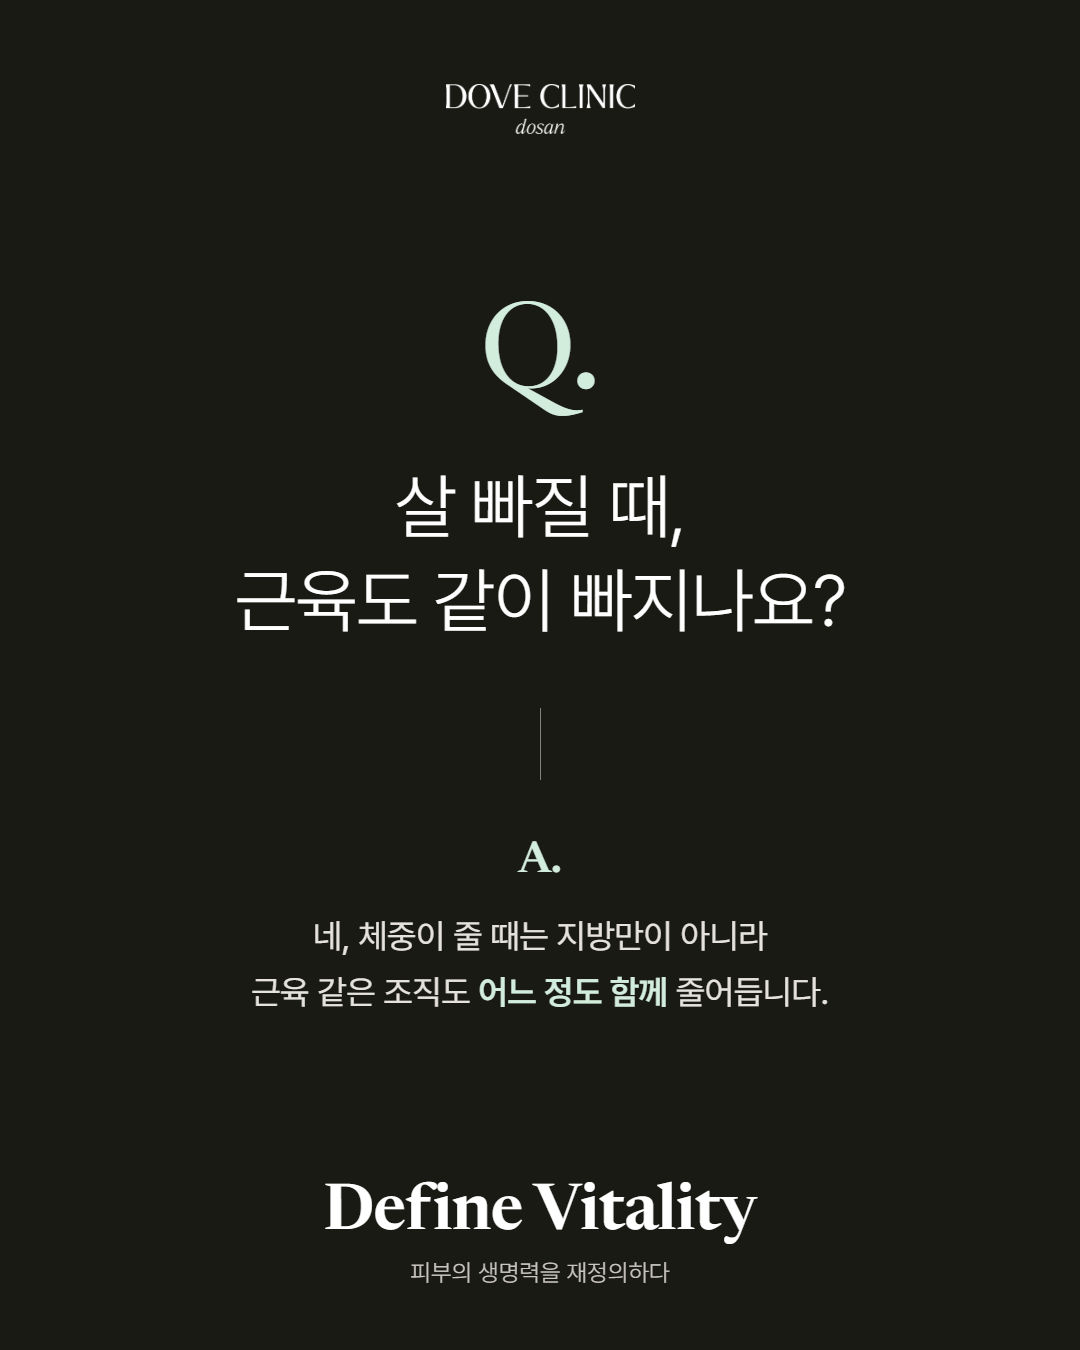 DOVE CLINIC
dosan
Q.
살 빠질 때,
근육도 같이 빠지나요?
A.
네, 체중이 줄 때는 지방만이 아니라
근육 같은 조직도 어느 정도 함께 줄어듭니다.
Define Vitality
피부의 생명력을 재정의하다